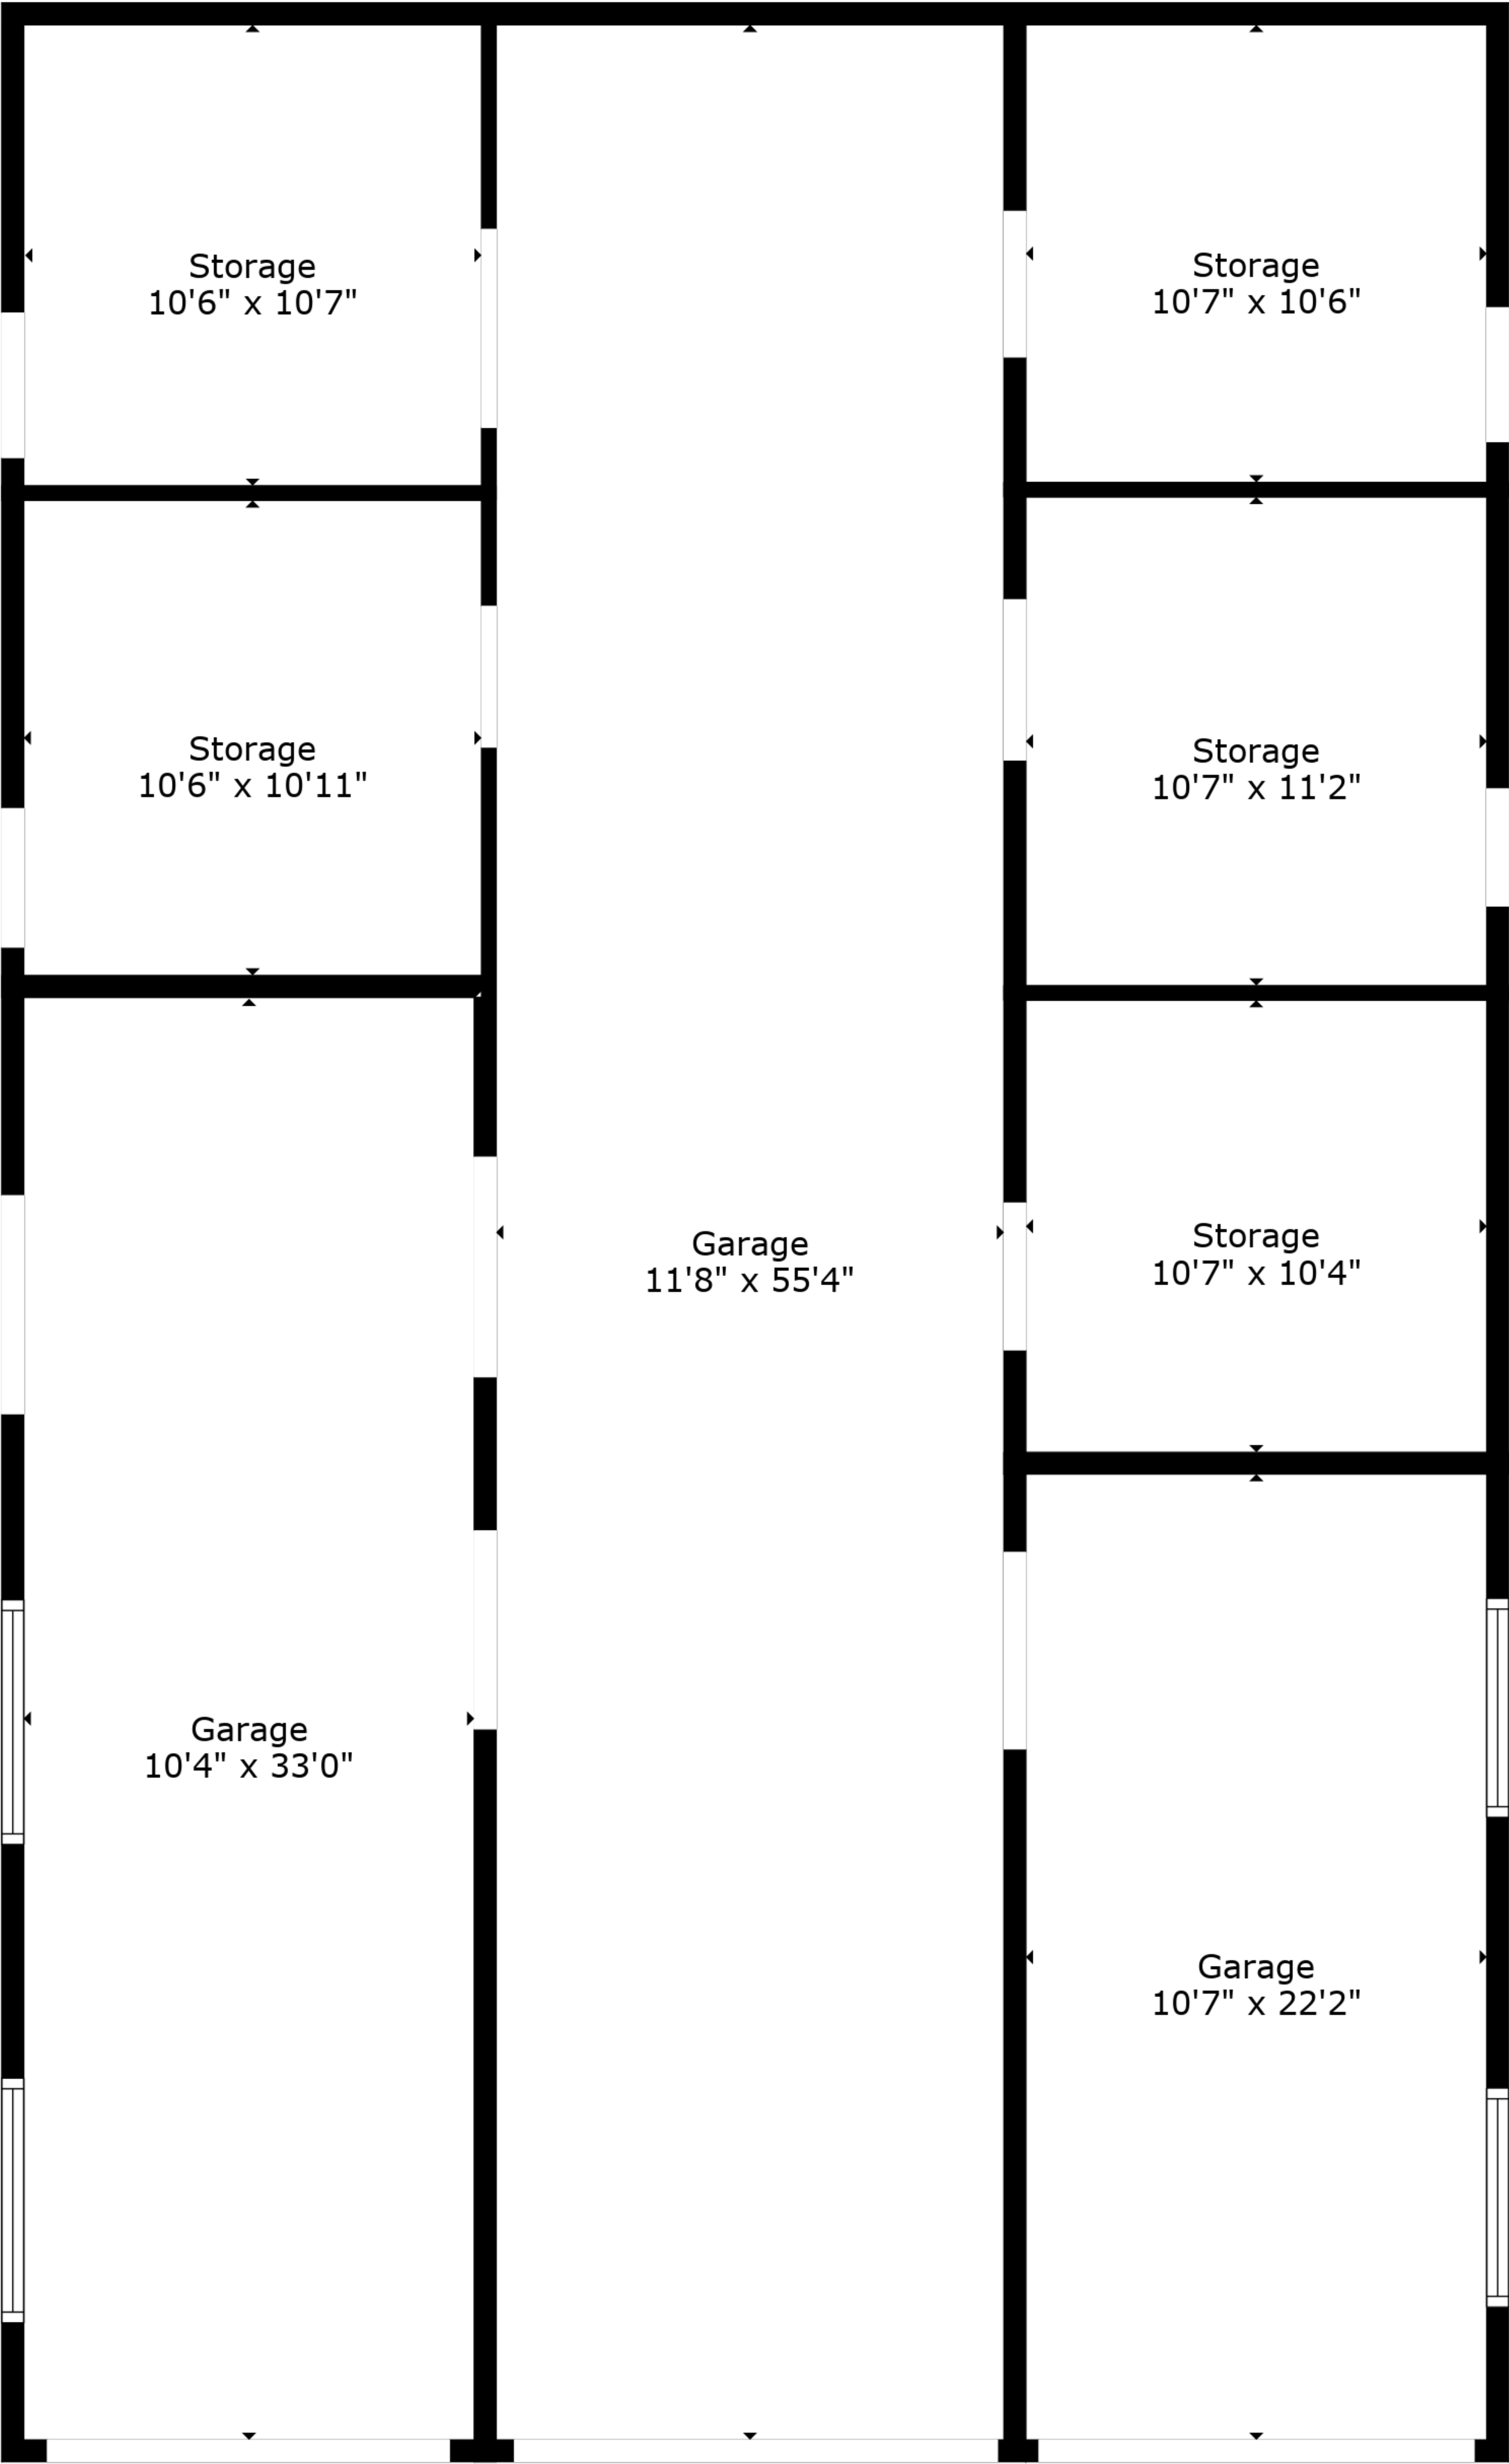 Storage
10'6" x 10'7"
Storage
10'7" x 10'6"
Storage
10'6" x 10'11"
Storage
10'7" x 11'2"
Garage
11'8" x 55'4"
Storage
10'7" x 10'4"
Garage
10'4" x 33'0"
Garage
10'7" x 22'2"